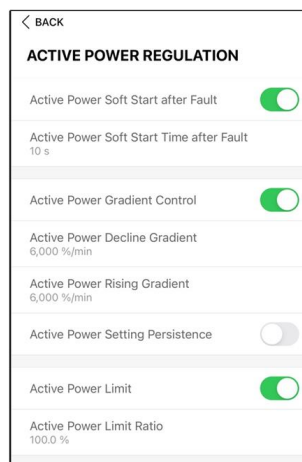 BACK
ACTIVE POWER REGULATION
Active Power Soft Start after Fault
Active Power Soft Start Time after Fault
10 s
Active Power Gradient Control
Active Power Decline Gradient
6,000 %/min
Active Power Rising Gradient
6,000 %/min
Active Power Setting Persistence
Active Power Limit
Active Power Limit Ratio
100.0 %